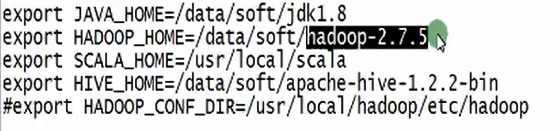 export JAVA_HOME=/data/soft/jdk1.8
export HADOOP_HOME=/data/soft/hadoop-2.7.5
export SCALA_HOME=/usr/local/scala
export HIVE_HOME=/data/soft/apache-hive-1.2.2-bin
#export HADOOP_CONF_DIR=/usr/local/hadoop/etc/hadoop